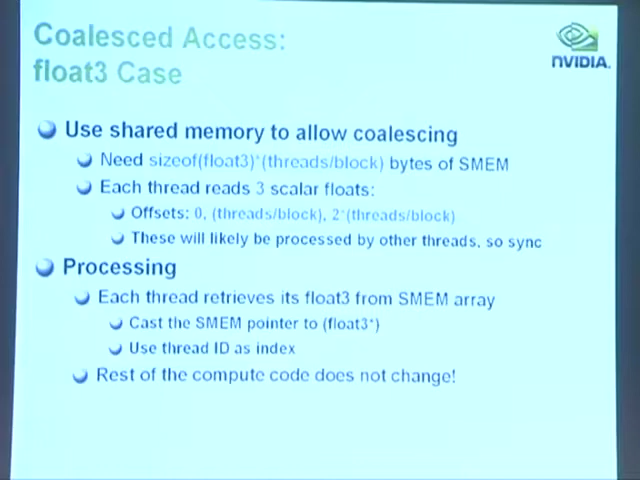 Coalesced Access:
float3 Case
nVIDIA.
Use shared memory to allow coalescing
Need sizeof(float3)*(threads/block) bytes of SMEM
Each thread reads 3 scalar floats:
Offsets: 0, (threads/block), 2*(threads/block)
These will likely be processed by other threads, so sync
Processing
Each thread retrieves its float3 from SMEM array
Cast the SMEM pointer to (float3*)
Use thread ID as index
Rest of the compute code does not change!